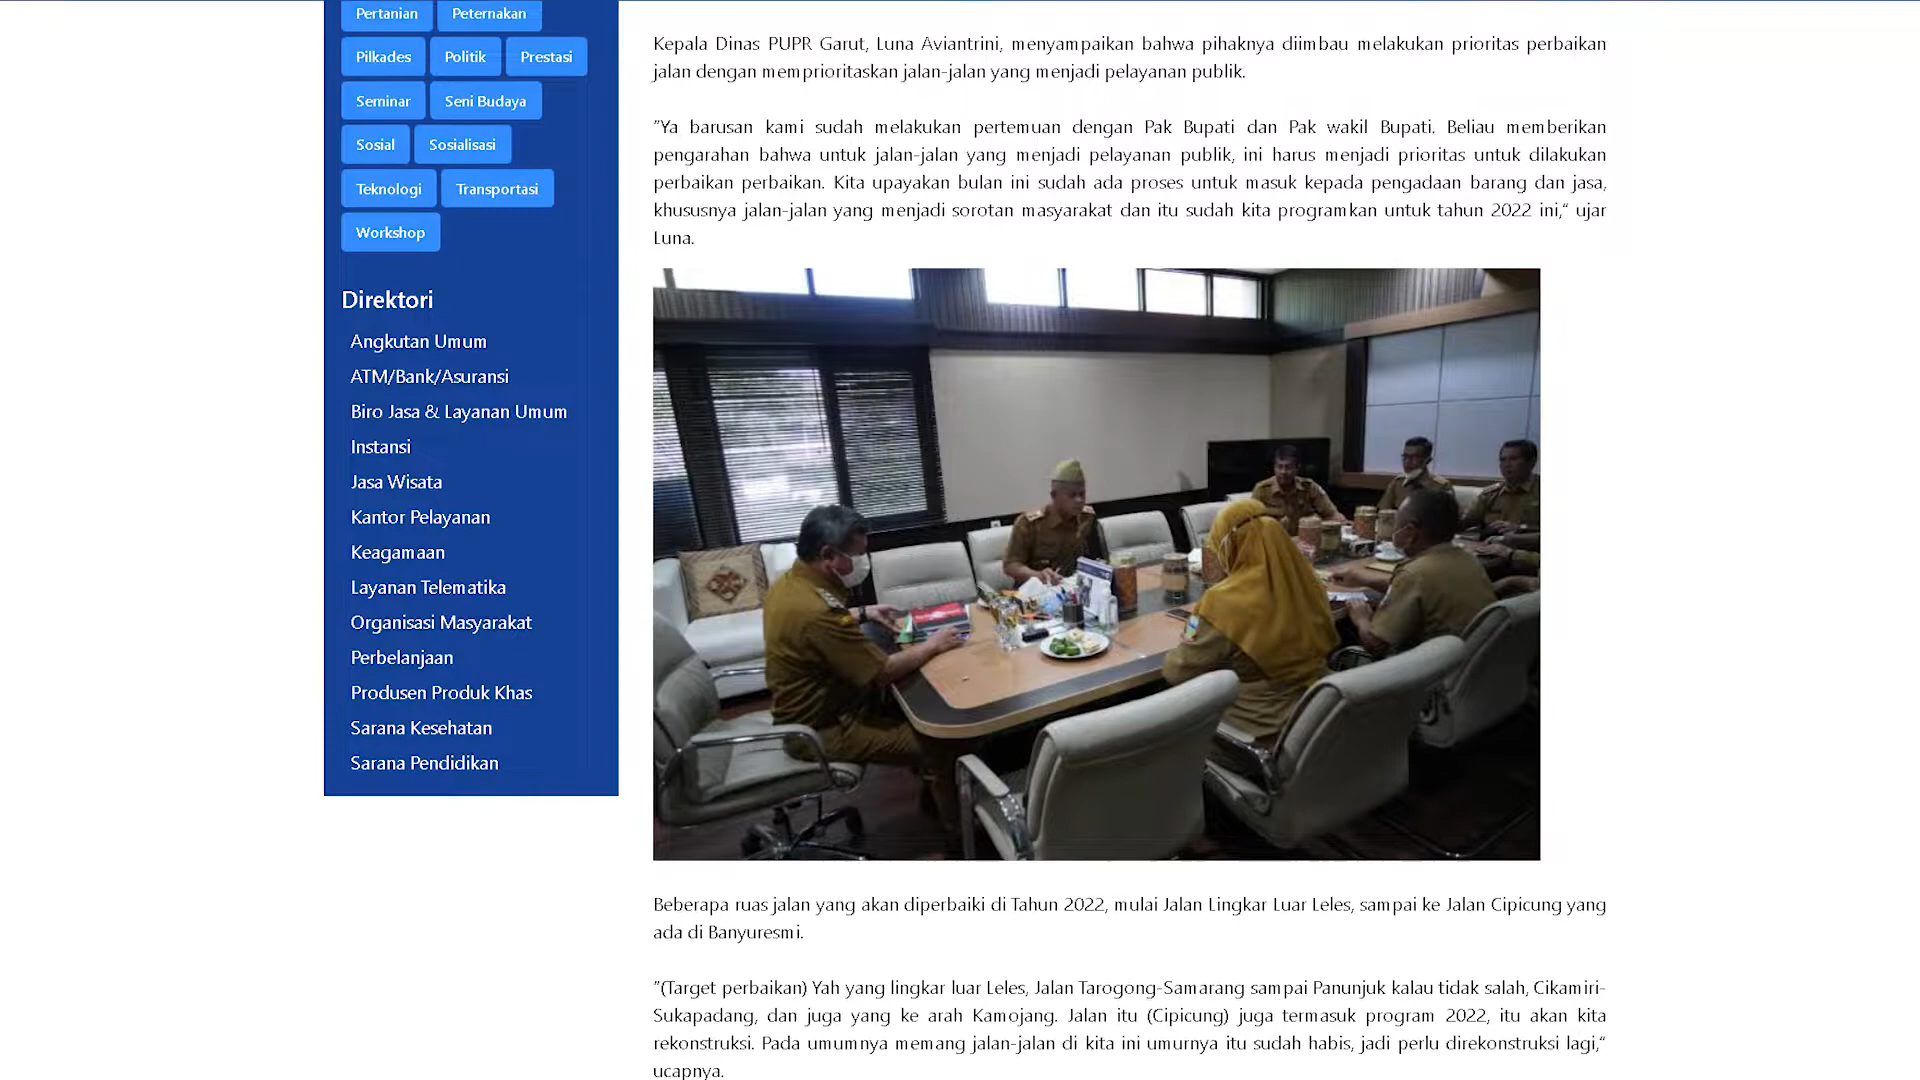 Pertanian
Peternakan
Pilkades
Politik
Prestasi
Seminar
Seni Budaya
Sosial
Sosialisasi
Teknologi
Transportasi
Workshop
Direktori
Angkutan Umum
ATM/Bank/Asuransi
Biro Jasa & Layanan Umum
Instansi
Jasa Wisata
Kantor Pelayanan
Keagamaan
Layanan Telematika
Organisasi Masyarakat
Perbelanjaan
Produsen Produk Khas
Sarana Kesehatan
Sarana Pendidikan
Kepala Dinas PUPR Garut, Luna Aviantrini, menyampaikan bahwa pihaknya diimbau melakukan prioritas perbaikan
jalan dengan memprioritaskan jalan-jalan yang menjadi pelayanan publik.
"Ya barusan kami sudah melakukan pertemuan dengan Pak Bupati dan Pak wakil Bupati. Beliau memberikan
pengarahan bahwa untuk jalan-jalan yang menjadi pelayanan publik, ini harus menjadi prioritas untuk dilakukan
perbaikan perbaikan. Kita upayakan bulan ini sudah ada proses untuk masuk kepada pengadaan barang dan jasa,
khususnya jalan-jalan yang menjadi sorotan masyarakat dan itu sudah kita programkan untuk tahun 2022 ini,“ ujar
Luna.
Beberapa ruas jalan yang akan diperbaiki di Tahun 2022, mulai Jalan Lingkar Luar Leles, sampai ke Jalan Cipicung yang
ada di Banyuresmi.
"(Target perbaikan) Yah yang lingkar luar Leles, Jalan Tarogong-Samarang sampai Panunjuk kalau tidak salah, Cikamiri-
Sukapadang, dan juga yang ke arah Kamojang. Jalan itu (Cipicung) juga termasuk program 2022, itu akan kita
rekonstruksi. Pada umumnya memang jalan-jalan di kita ini umurnya itu sudah habis, jadi perlu direkonstruksi lagi,“
ucapnya.